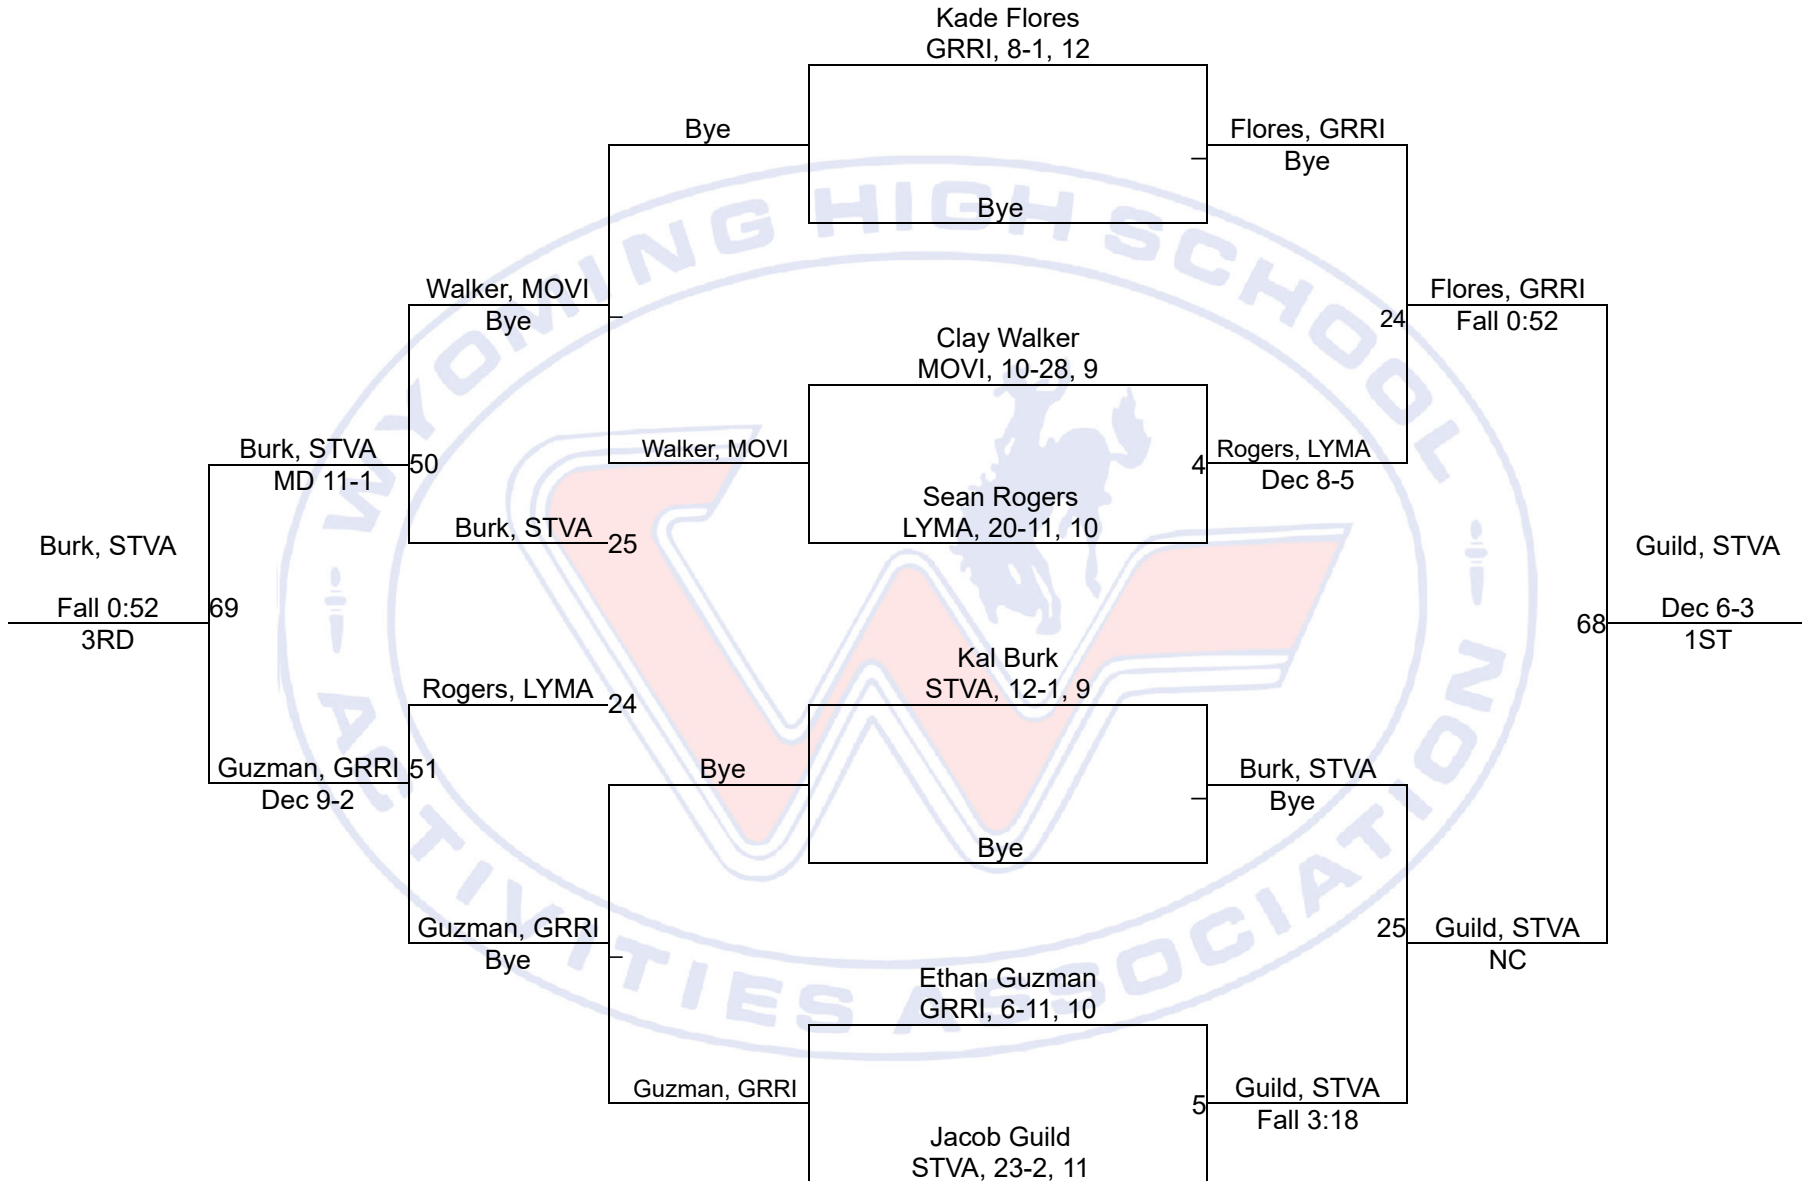 Kade Flores
GRRI, 8-1, 12
Bye
Flores, GRRI
Bye
Bye
Walker, MOVI
Bye
Flores, GRRI
24
Fall 0:52
Clay Walker
MOVI, 10-28, 9
Burk, STVA
50
MD 11-1
Walker, MOVI
4
Rogers, LYMA
Dec 8-5
Sean Rogers
LYMA, 20-11, 10
Burk, STVA
25
Burk, STVA
Fall 0:52
69
3RD
Guild, STVA
68
Dec 6-3
1ST
Kal Burk
STVA, 12-1, 9
Rogers, LYMA
24
Guzman, GRRI
51
Dec 9-2
Bye
Burk, STVA
Bye
Bye
Guzman, GRRI
Bye
25
Guild, STVA
NC
Ethan Guzman
GRRI, 6-11, 10
Guzman, GRRI
5
Guild, STVA
Fall 3:18
Jacob Guild
STVA, 23-2, 11
WYOMING HIGH SCHOOL
ACTIVITIES ASSOCIATION